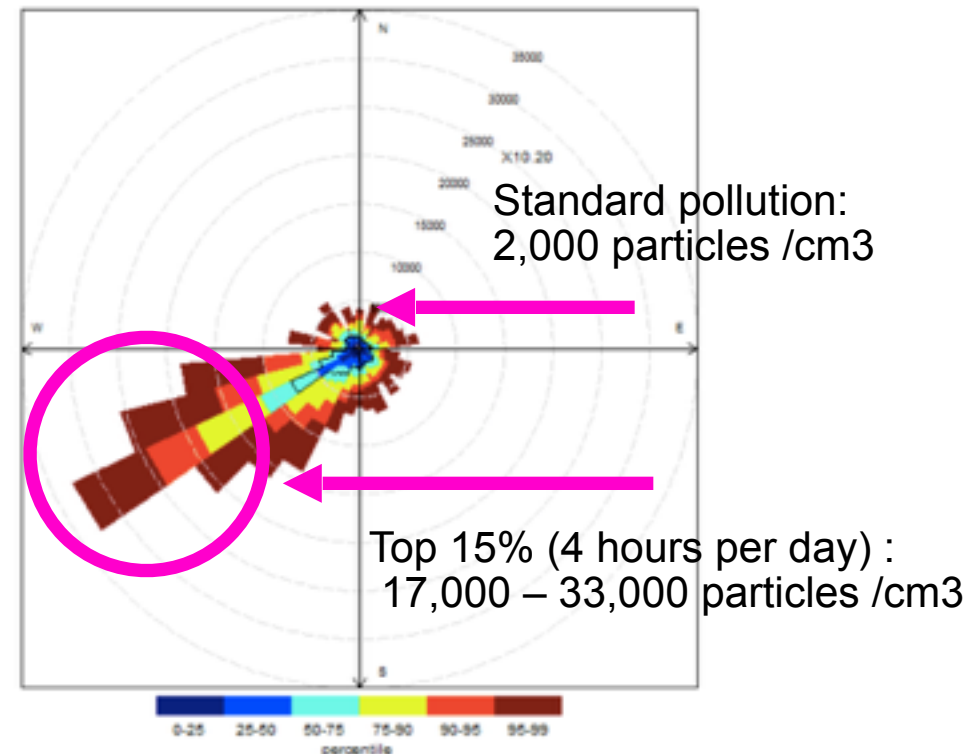 N
35000
30000
25000
X10.20
20000
Standard pollution:
2,000 particles /cm3
15000
10000
W
E
Top 15% (4 hours per day) :
17,000 – 33,000 particles /cm3
S
0-25 25-50 50-75 75-90 90-95 95-99
percentile